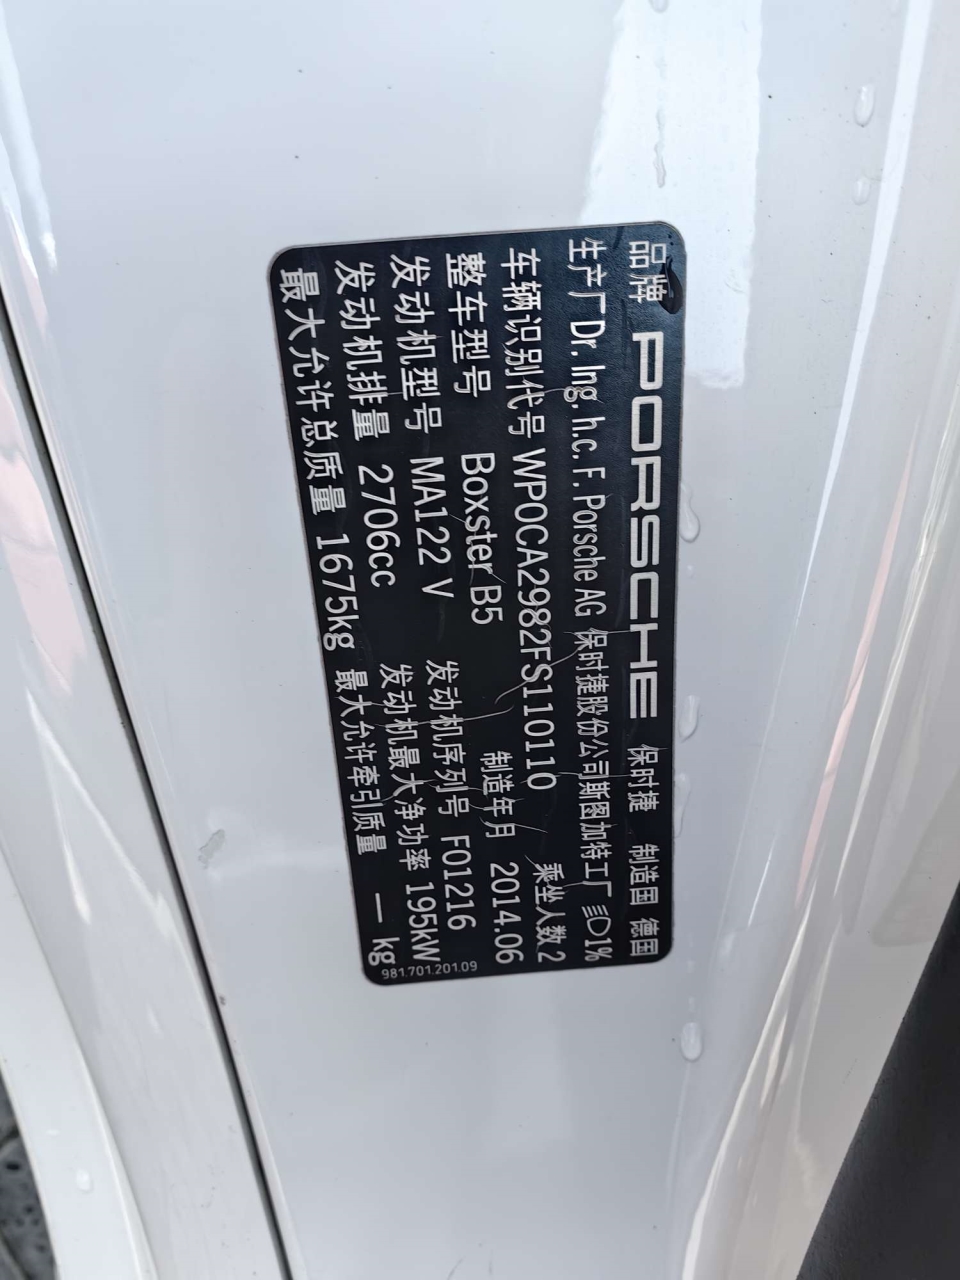 品牌 PORSCHE 保时捷 制造国 德国
生产厂 Dr. Ing. h.c. F. Porsche AG 保时捷股份公司斯图加特工厂 1%
车辆识别代号 WP0CA2982FS110110 乘坐人数 2
整车型号 Boxster B5 制造年月 2014.06
发动机型号 MA122 V 发动机序列号 F01216
发动机排量 2706cc 发动机最大净功率 195kW
最大允许总质量 1675kg 最大允许牵引质量 — kg
981.701.201.09